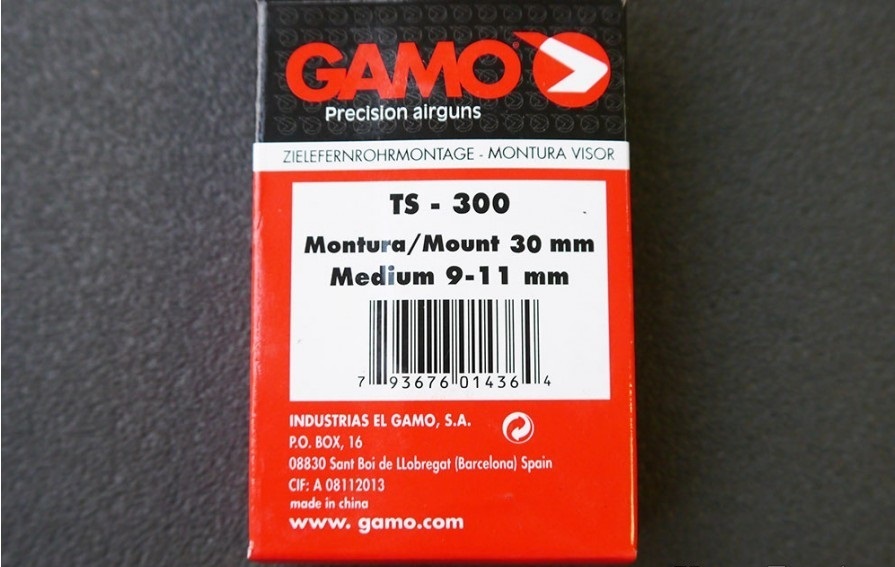 GAMO®
Precision airguns
ZIELEFERNROHRMONTAGE - MONTURA VISOR
TS - 300
Montura/Mount 30 mm
Medium 9-11 mm
7 93676 01436 4
INDUSTRIAS EL GAMO, S.A.
P.O. BOX, 16
08830 Sant Boi de LLobregat (Barcelona) Spain
CIF: A 08112013
made in china
www. gamo.com